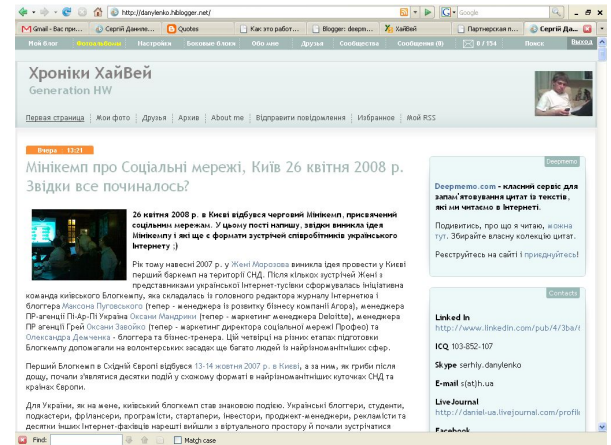 http://danylenko.hiblogger.net/
Google
Gmail - Вас при...
Сергій Даниле...
Quotes
Как это работ...
Blogger: deepm...
ХайВей
Партнерская п...
Сергій Да...
Мой блог Фотоальбомы Настройки Босовые блоги Обо мне Друзья Сообщества Сообщения (0) 8 / 154 Поиск Выход
Хроніки ХайВей
Generation HW
Первая страница Мои фото Друзья Архив About me Відправити повідомлення Избранное Мой RSS
Вчера 13:21
Мінікемп про Соціальні мережі, Київ 26 квітня 2008 р.
Звідки все починалось?
26 квітня 2008 р. в Києві відбувся черговий Мінікемп, присвячений
соціальним мережам. У цьому пості напишу, звідки виникла ідея
Мінікемпу і які ще є формати зустрічей співробітників українського
Інтернету ;)
Рік тому навесні 2007 р. у Жені Морозова виникла ідея провести у Києві
перший баркемп на території СНД. Після кількох зустрічей Жені з
представниками української Інтернет-тусівки сформувалась ініціативна
команда київського Блогкемпу, яка складалась із головного редактора журналу Інтернетюа і
блоггера Максона Пуговського (тепер - менеджера із розвитку бізнесу компанії Агора), менеджера
ПР-агенції Пі-Ар-Пі Україна Оксани Мандрики (тепер - маркетинг менеджера Deloitte), менеджера
ПР агенції Грей Оксани Завойко (тепер - маркетинг директора соціальної мережі Профео) та
Олександра Демченка - блоггера та бізнес-тренера. Цій четвірці на різних етапах підготовки
Блогкемпу допомагали на волонтерських засадах ще багато людей із найрізноманітніших сфер.
Перший Блогкемп в Східній Європі відбувся 13-14 жовтня 2007 р. в Києві, а за ним, як гриби після
дощу, почали з'являтися десятки подій у схожому форматі в найрізноманітніших куточках СНД та
країнах Європи.
Для України, як на мене, київський блогкемп став знаковою подією. Українські блоггери, студенти,
подкастери, фрілансери, програмісти, стартапери, інвестори, проджект-менеджери, рекламісти та
десятки інших Інтернет-фахівців нарешті вийшли з віртуального простору й почали зустрічатися
Deepmemo
Deepmemo.com - класний сервіс для
запам'ятовування цитат із текстів,
які ми читаємо в Інтернеті.
Подивитись, про що я читаю, можна
тут. Збирайте власну колекцію цитат.
Реєструйтесь на сайті і приєднуйтесь!
Contacts
Linked In
http://www.linkedin.com/pub/4/3ba/
ICQ 103-852-107
Skype serhiy.danylenko
E-mail s(at)h.ua
LiveJournal
http://daniel-ua.livejournal.com/profil
Facebook
Find:
Match case